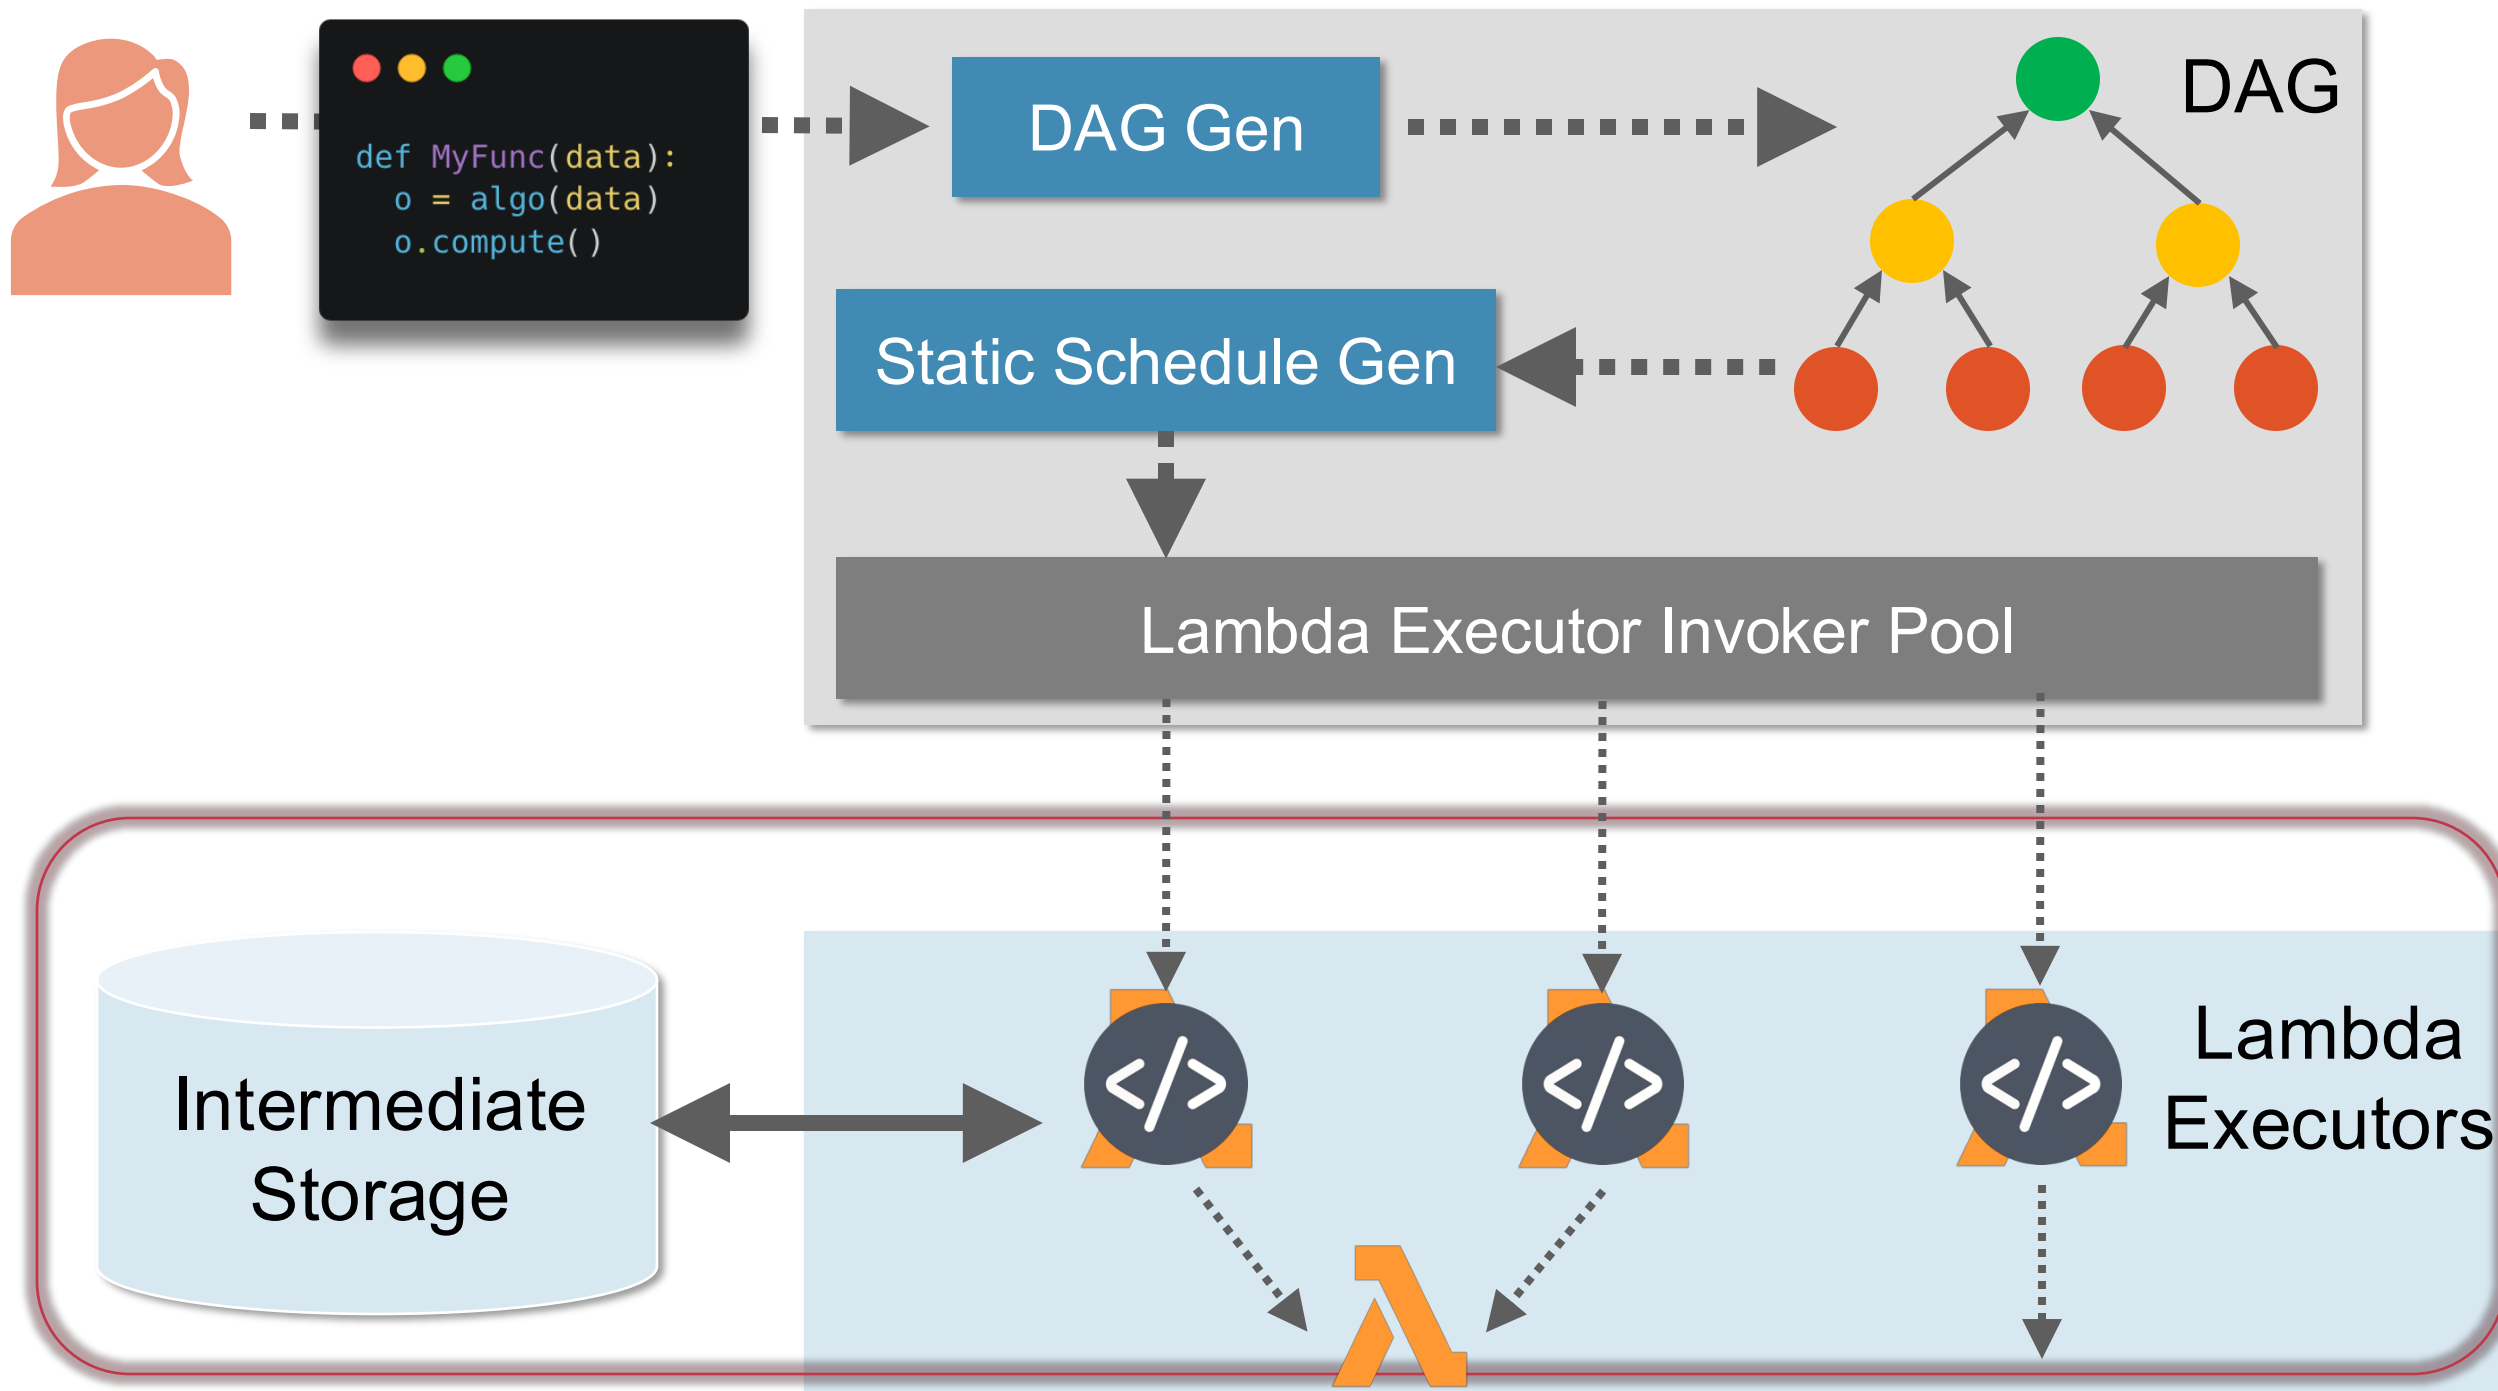 def MyFunc(data):
o = algo(data)
o.compute()
DAG Gen
DAG
Static Schedule Gen
Lambda Executor Invoker Pool
Intermediate
Storage
</>
</>
</>
Lambda
Executors